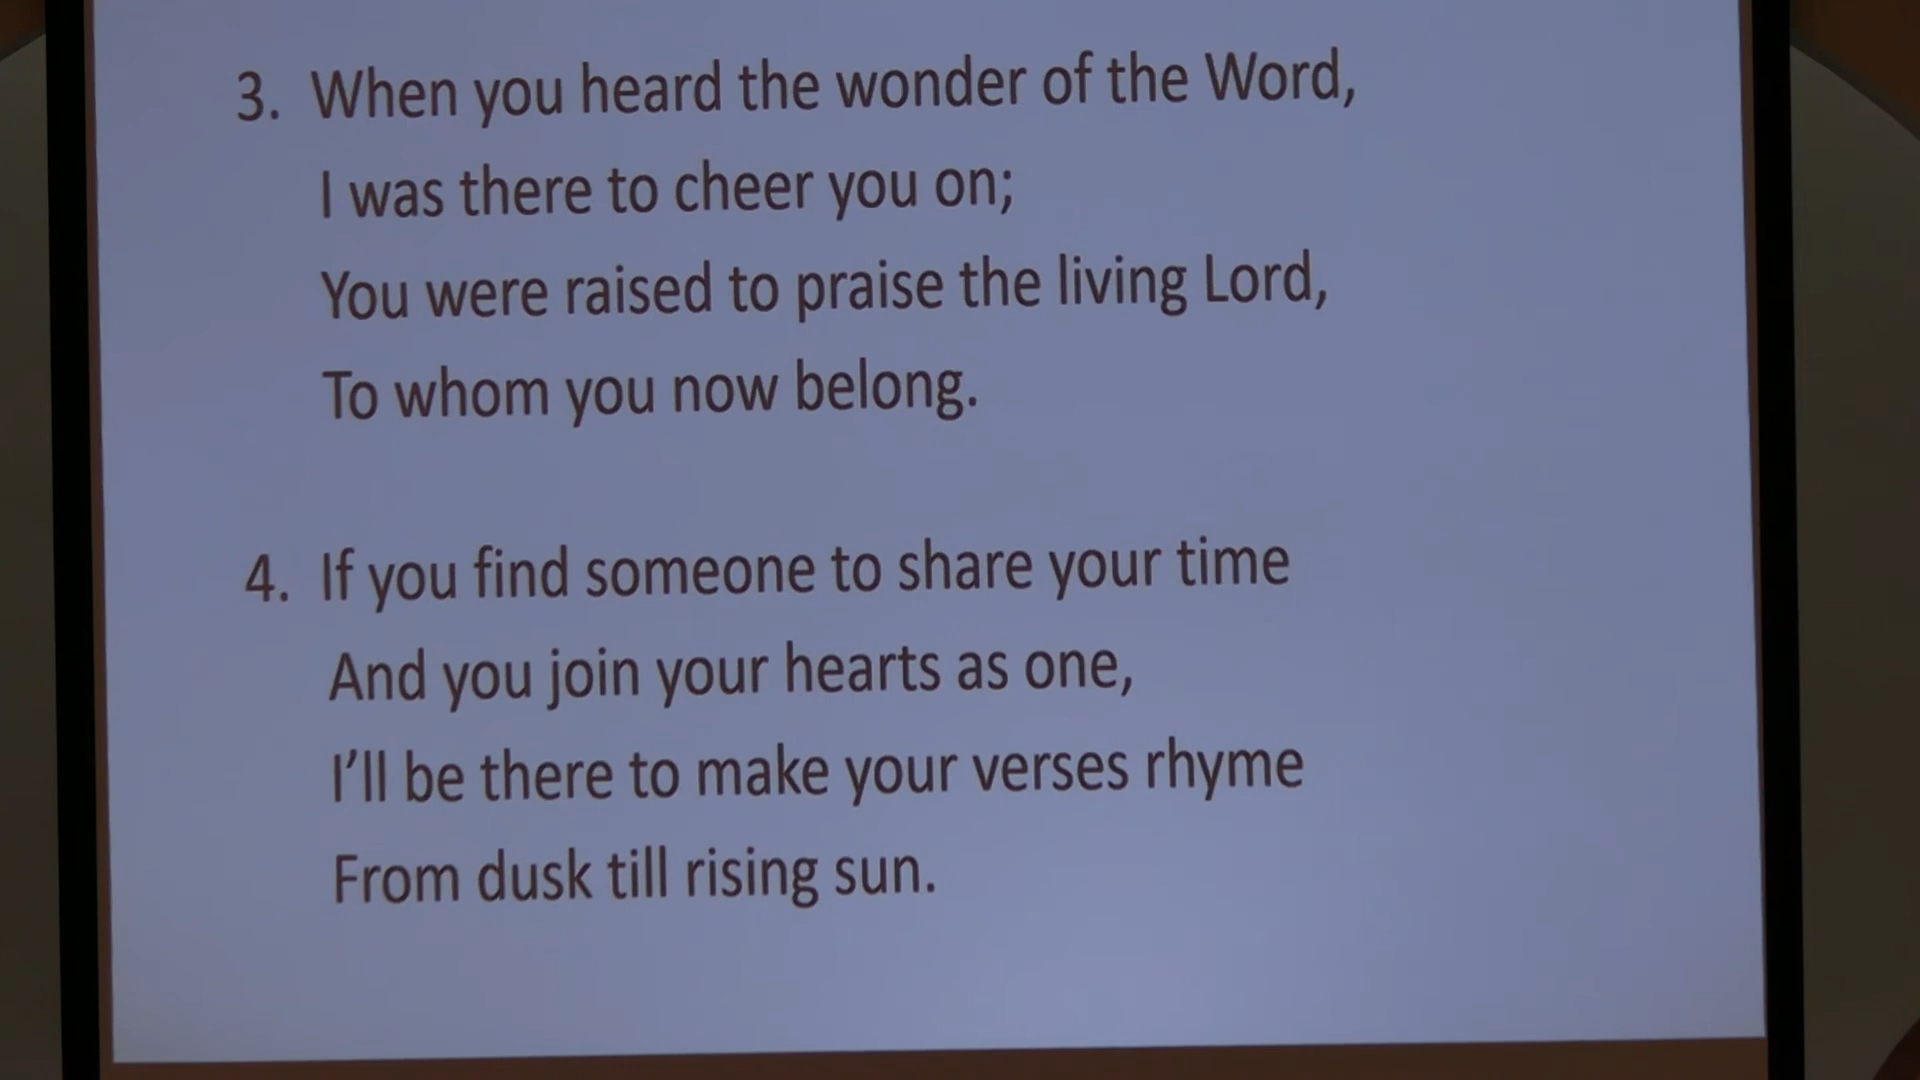 3. When you heard the wonder of the Word,
I was there to cheer you on;
You were raised to praise the living Lord,
To whom you now belong.
4. If you find someone to share your time
And you join your hearts as one,
I'll be there to make your verses rhyme
From dusk till rising sun.